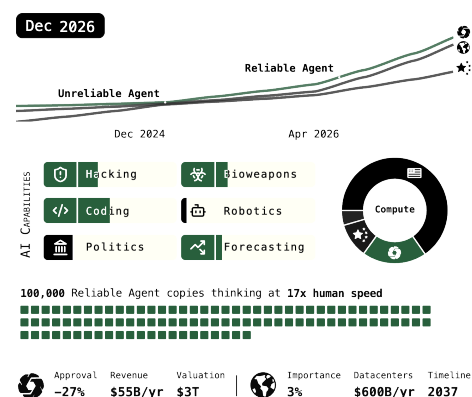 Dec 2026
Reliable Agent
Unreliable Agent
Dec 2024
Apr 2026
AI Capabilities
Hacking
Bioweapons
Coding
Robotics
Politics
Forecasting
Compute
100,000 Reliable Agent copies thinking at 17x human speed
Approval Revenue Valuation Importance Datacenters Timeline
−27% $55B/yr $3T 3% $600B/yr 2037